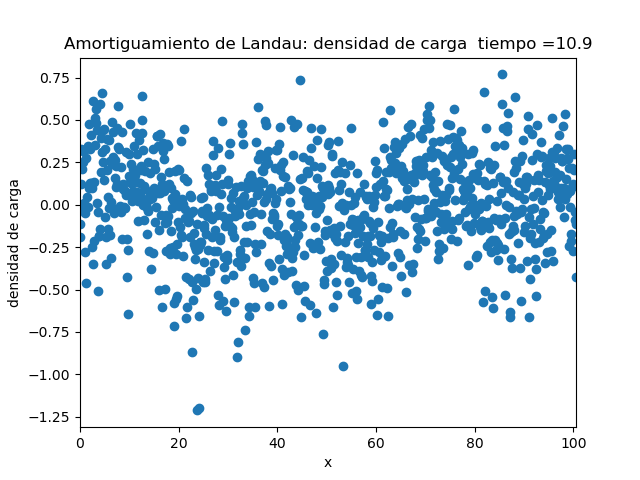 Amortiguamiento de Landau: densidad de carga  tiempo =10.9
densidad de carga
0.75
0.50
0.25
0.00
−0.25
−0.50
−0.75
−1.00
−1.25
0 20 40 60 80 100
x